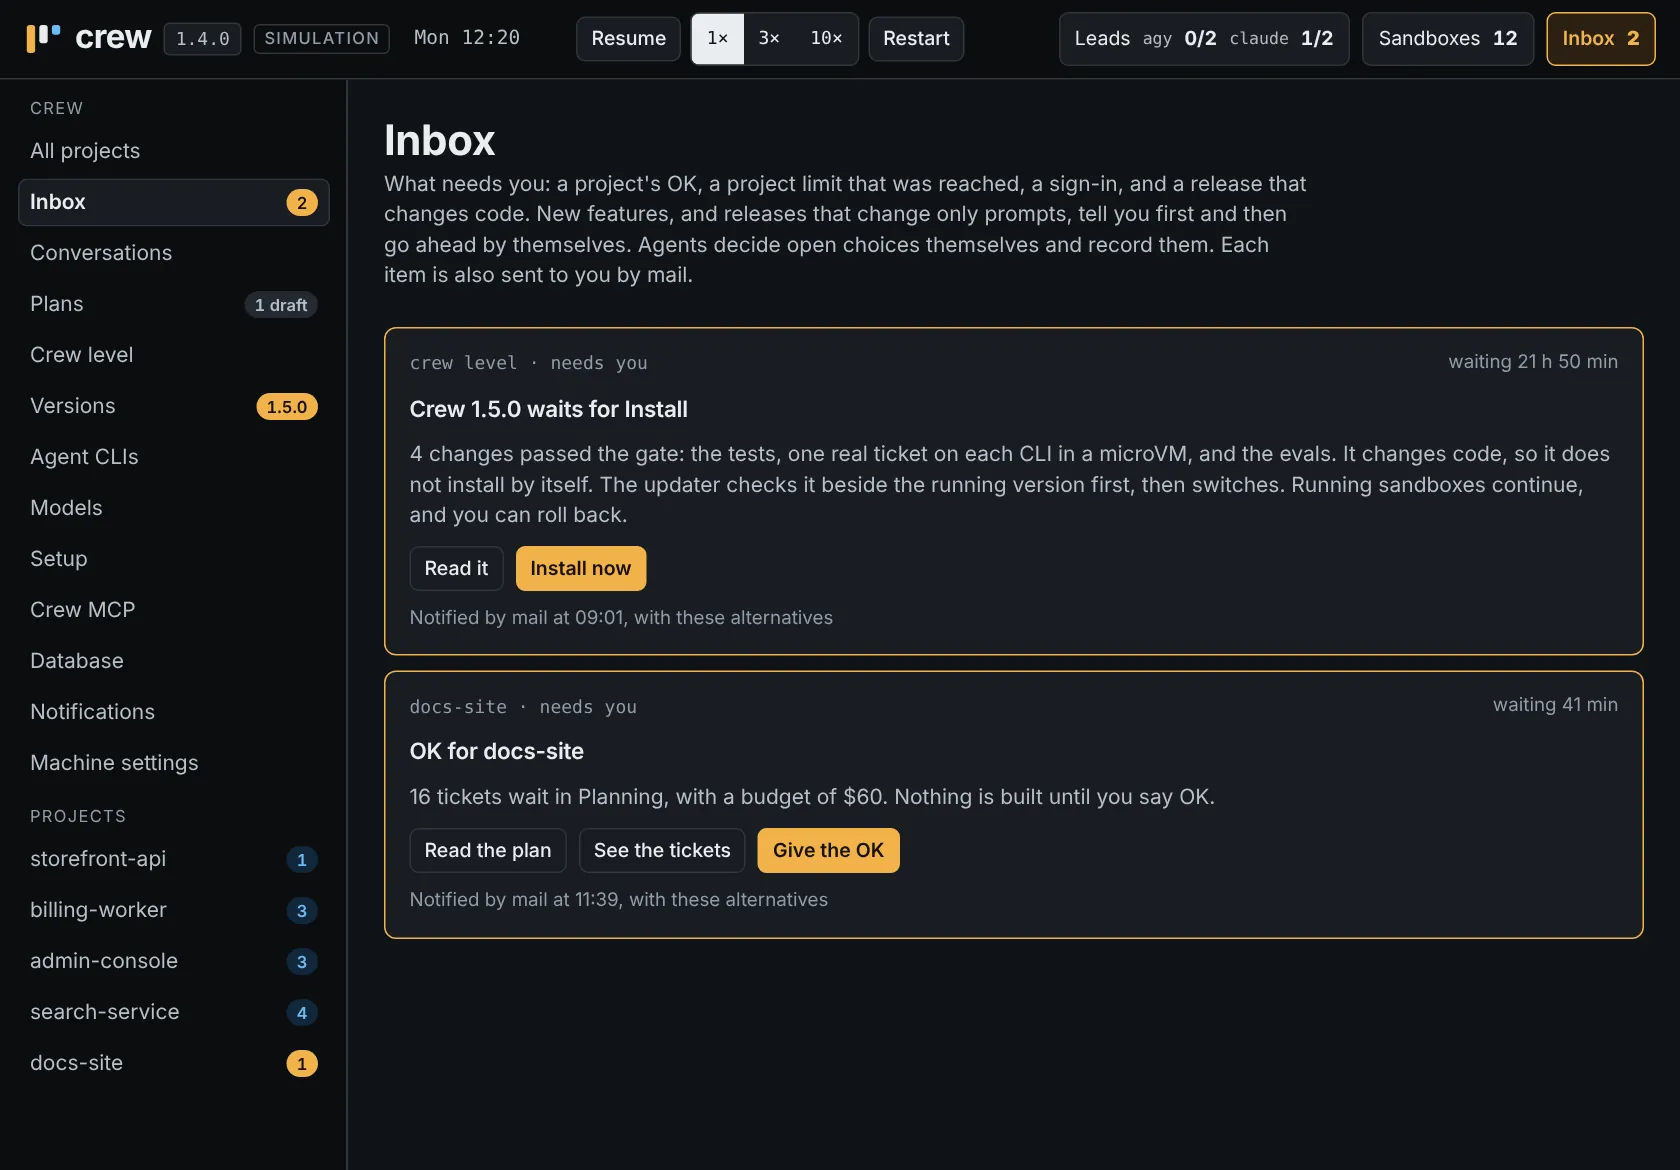 crew 1.4.0 SIMULATION Mon 12:20 Resume 1× 3× 10× Restart Leads agy 0/2 claude 1/2 Sandboxes 12 Inbox 2
CREW
All projects
Inbox 2
Conversations
Plans 1 draft
Crew level
Versions 1.5.0
Agent CLIs
Models
Setup
Crew MCP
Database
Notifications
Machine settings
PROJECTS
storefront-api 1
billing-worker 3
admin-console 3
search-service 4
docs-site 1
Inbox
What needs you: a project's OK, a project limit that was reached, a sign-in, and a release that
changes code. New features, and releases that change only prompts, tell you first and then
go ahead by themselves. Agents decide open choices themselves and record them. Each
item is also sent to you by mail.
crew level · needs you waiting 21 h 50 min
Crew 1.5.0 waits for Install
4 changes passed the gate: the tests, one real ticket on each CLI in a microVM, and the evals. It changes code, so it does
not install by itself. The updater checks it beside the running version first, then switches. Running sandboxes continue,
and you can roll back.
Read it Install now
Notified by mail at 09:01, with these alternatives
docs-site · needs you waiting 41 min
OK for docs-site
16 tickets wait in Planning, with a budget of $60. Nothing is built until you say OK.
Read the plan See the tickets Give the OK
Notified by mail at 11:39, with these alternatives